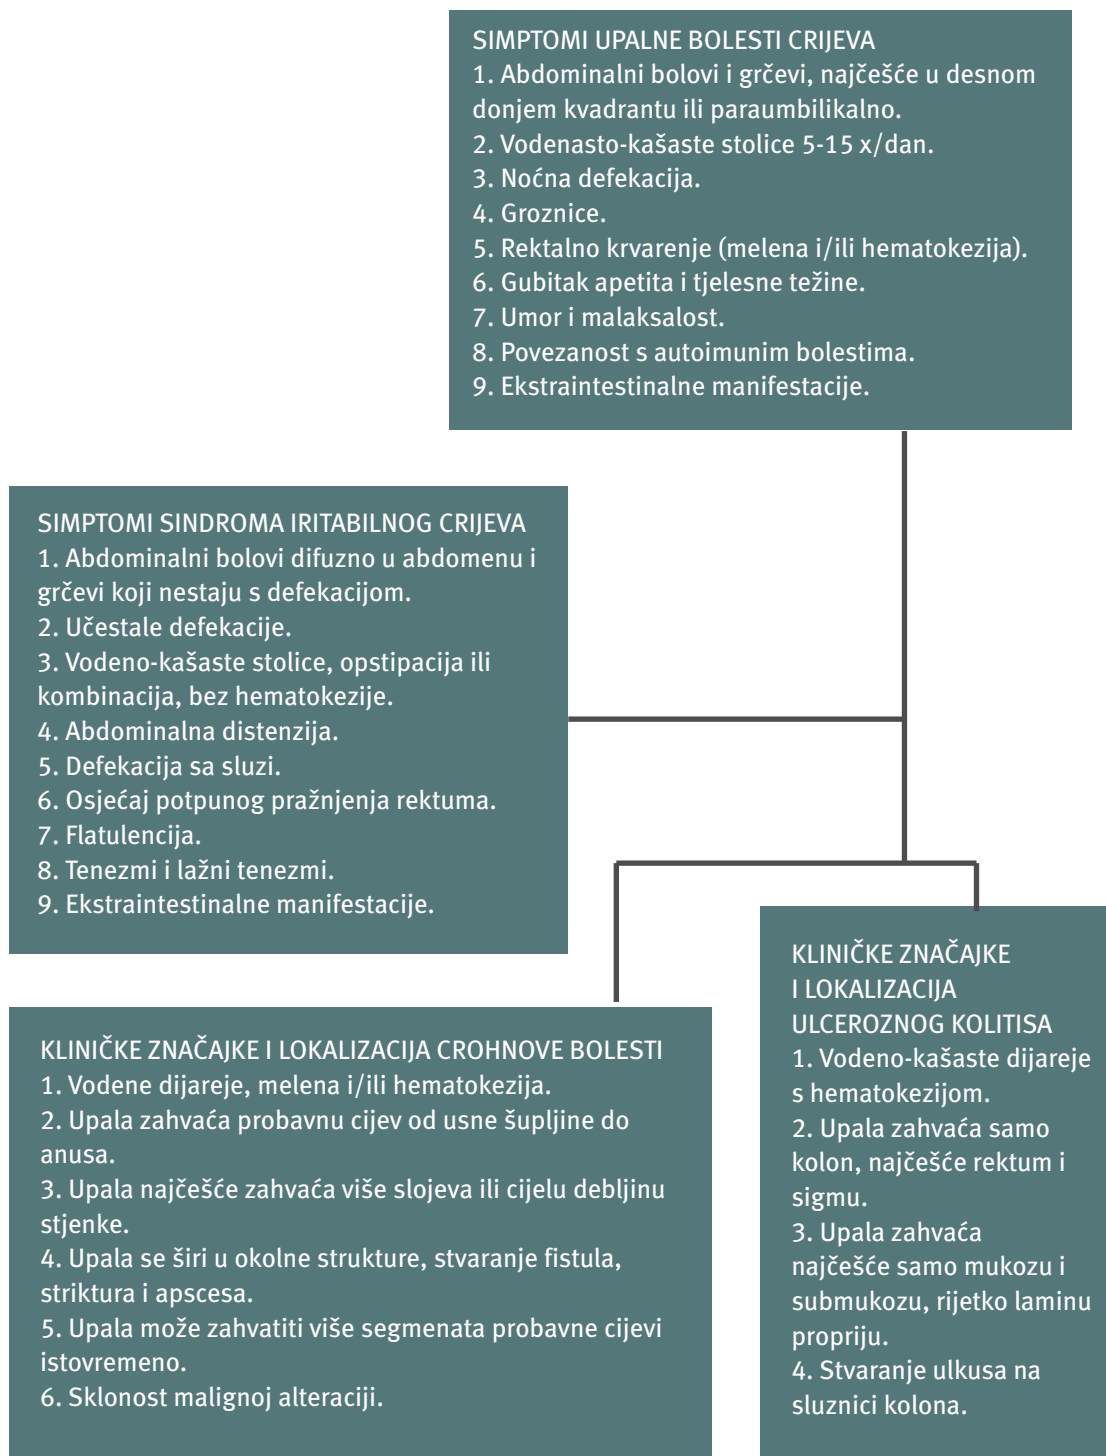 SIMPTOMI UPALNE BOLESTI CRIJEVA
1. Abdominalni bolovi i grčevi, najčešće u desnom
donjem kvadrantu ili paraumbilikalno.
2. Vodenasto-kašaste stolice 5-15 x/dan.
3. Noćna defekacija.
4. Groznice.
5. Rektalno krvarenje (melena i/ili hematokezija).
6. Gubitak apetita i tjelesne težine.
7. Umor i malaksalost.
8. Povezanost s autoimunim bolestima.
9. Ekstraintestinalne manifestacije.
SIMPTOMI SINDROMA IRITABILNOG CRIJEVA
1. Abdominalni bolovi difuzno u abdomenu i
grčevi koji nestaju s defekacijom.
2. Učestale defekacije.
3. Vodeno-kašaste stolice, opstipacija ili
kombinacija, bez hematokezije.
4. Abdominalna distenzija.
5. Defekacija sa sluzi.
6. Osjećaj potpunog pražnjenja rektuma.
7. Flatulencija.
8. Tenezmi i lažni tenezmi.
9. Ekstraintestinalne manifestacije.
KLINIČKE ZNAČAJKE I LOKALIZACIJA CROHNOVE BOLESTI
1. Vodene dijareje, melena i/ili hematokezija.
2. Upala zahvaća probavnu cijev od usne šupljine do
anusa.
3. Upala najčešće zahvaća više slojeva ili cijelu debljinu
stjenke.
4. Upala se širi u okolne strukture, stvaranje fistula,
striktura i apscesa.
5. Upala može zahvatiti više segmenata probavne cijevi
istovremeno.
6. Sklonost malignoj alteraciji.
KLINIČKE ZNAČAJKE
I LOKALIZACIJA
ULCEROZNOG KOLITISA
1. Vodeno-kašaste dijareje
s hematokezijom.
2. Upala zahvaća samo
kolon, najčešće rektum i
sigmu.
3. Upala zahvaća
najčešće samo mukozu i
submukozu, rijetko laminu
propriju.
4. Stvaranje ulkusa na
sluznici kolona.